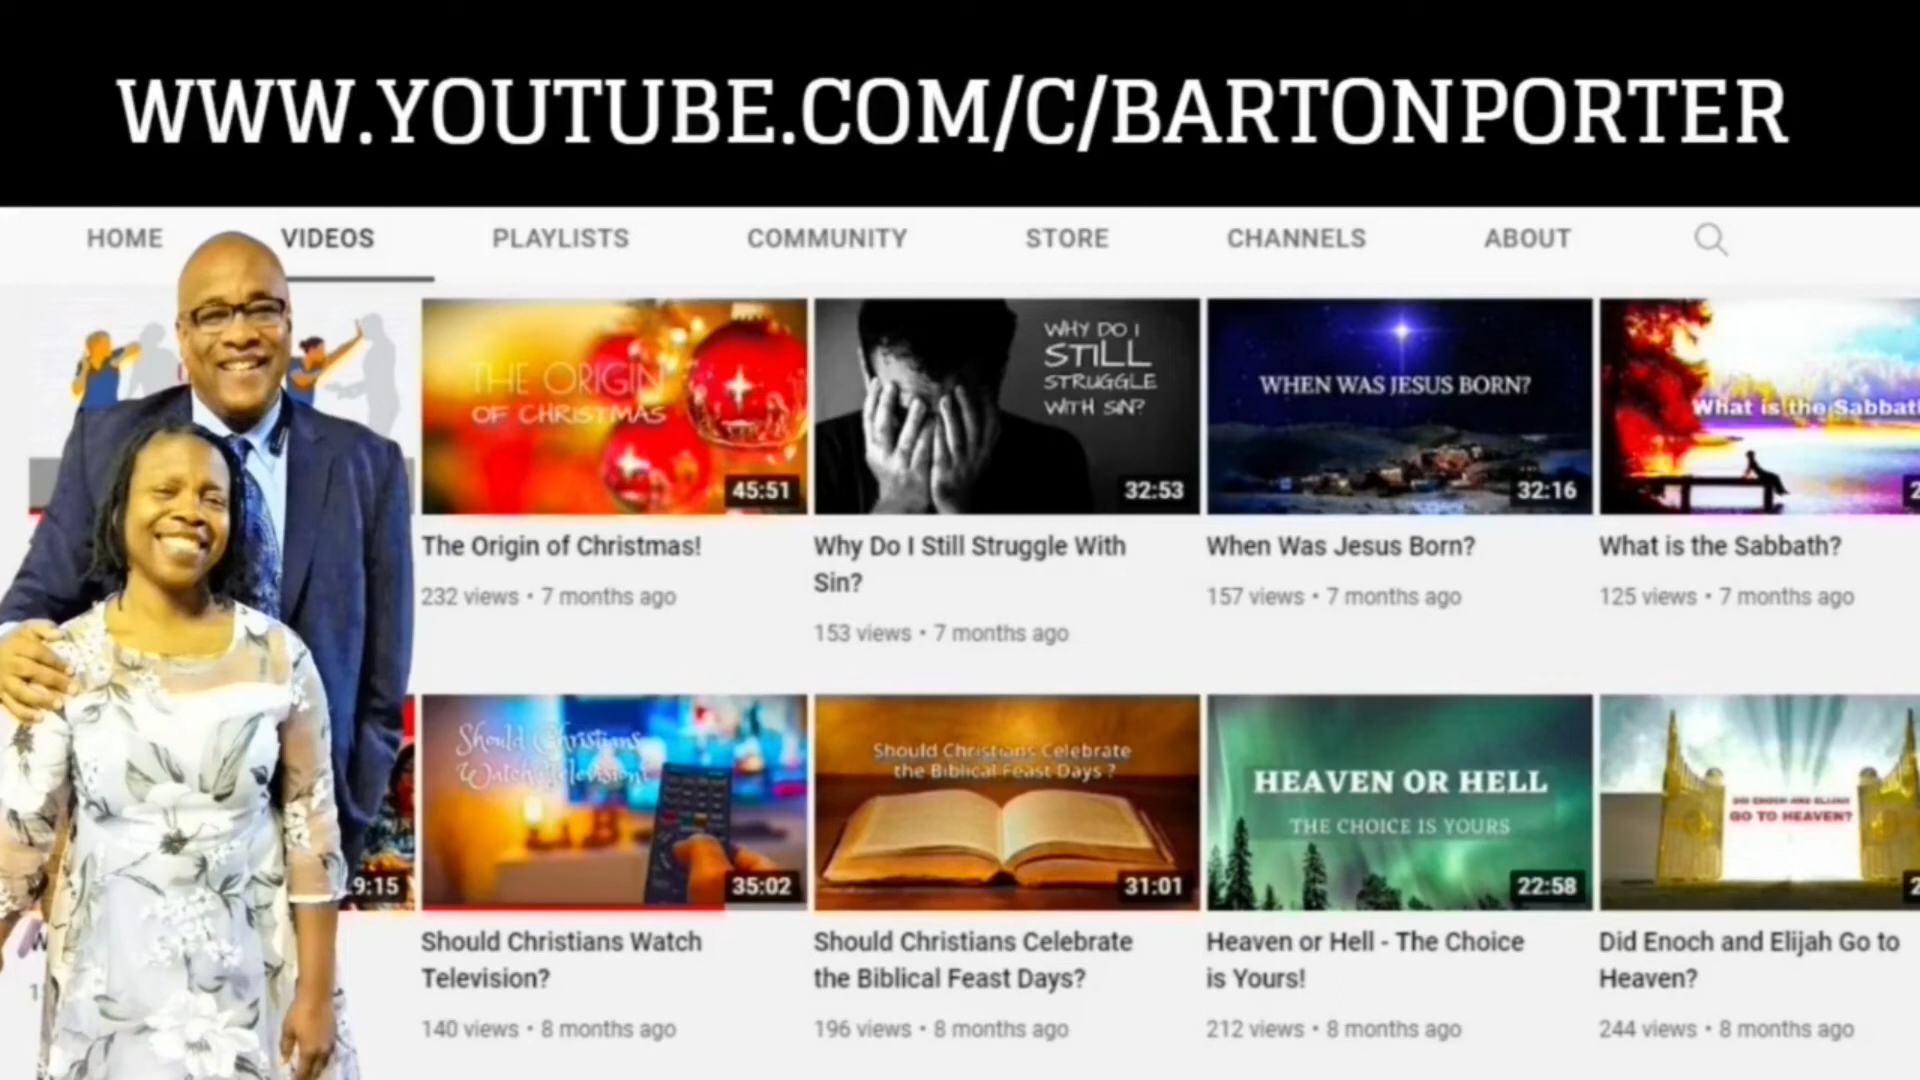 WWW.YOUTUBE.COM/C/BARTONPORTER
HOME VIDEOS PLAYLISTS COMMUNITY STORE CHANNELS ABOUT
THE ORIGIN
OF CHRISTMAS
45:51
WHY DO I
STILL
STRUGGLE
WITH SIN?
32:53
WHEN WAS JESUS BORN?
32:16
What is the Sabbath
2
The Origin of Christmas!
232 views • 7 months ago
Why Do I Still Struggle With
Sin?
153 views • 7 months ago
When Was Jesus Born?
157 views • 7 months ago
What is the Sabbath?
125 views • 7 months ago
9:15
Should Christians
Watch Television?
35:02
Should Christians Celebrate
the Biblical Feast Days ?
31:01
HEAVEN OR HELL
THE CHOICE IS YOURS
22:58
DID ENOCH AND ELIJAH
GO TO HEAVEN?
2
Should Christians Watch
Television?
140 views • 8 months ago
Should Christians Celebrate
the Biblical Feast Days?
196 views • 8 months ago
Heaven or Hell - The Choice
is Yours!
212 views • 8 months ago
Did Enoch and Elijah Go to
Heaven?
244 views • 8 months ago